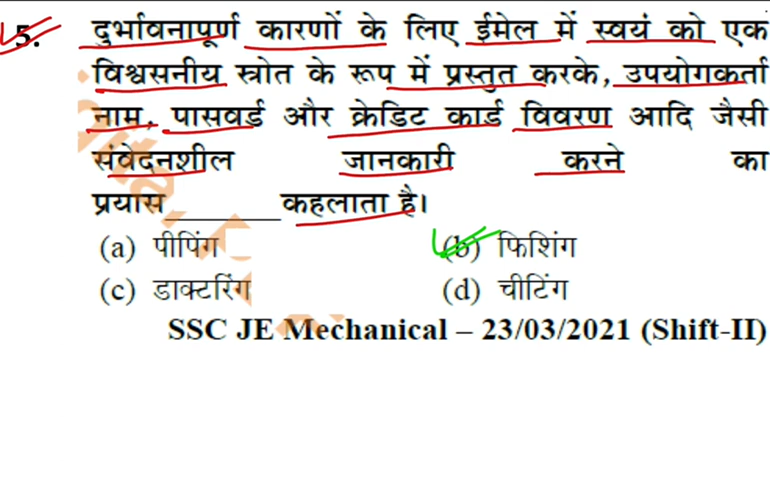 5. दुर्भावनापूर्ण कारणों के लिए ईमेल में स्वयं को एक
विश्वसनीय स्त्रोत के रूप में प्रस्तुत करके, उपयोगकर्ता
नाम, पासवर्ड और क्रेडिट कार्ड विवरण आदि जैसी
संवेदनशील जानकारी करने का
प्रयास ________ कहलाता है।
(a) पीपिंग (b) फिशिंग
(c) डाक्टरिंग (d) चीटिंग
SSC JE Mechanical – 23/03/2021 (Shift-II)